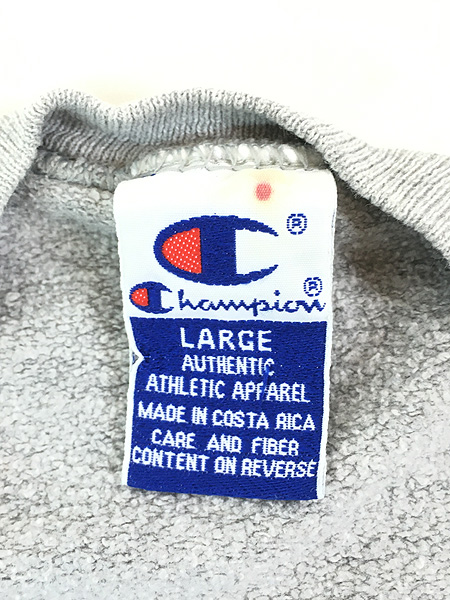 ®
Champion®
LARGE
AUTHENTIC
ATHLETIC APPAREL
MADE IN COSTA RICA
CARE AND FIBER
CONTENT ON REVERSE